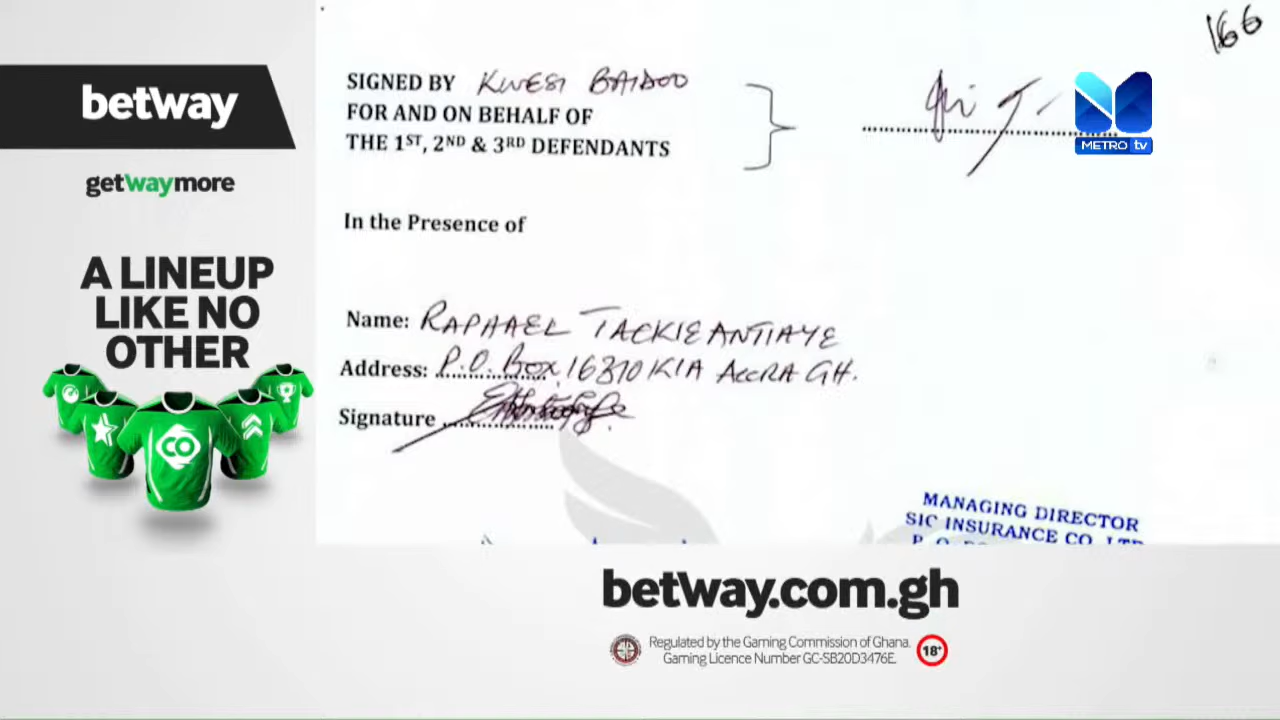 betway
getwaymore
A LINEUP
LIKE NO
OTHER
CO
166
SIGNED BY KWESI BAIDOO
FOR AND ON BEHALF OF
THE 1ST, 2ND & 3RD DEFENDANTS
METRO tv
In the Presence of
Name: RAPHAEL TACKIE ANTIAYE
Address: P.O. Box 16310 KIA ACCRA GH.
Signature
MANAGING DIRECTOR
SIC INSURANCE CO. LTD
betway.com.gh
Regulated by the Gaming Commission of Ghana.
Gaming Licence Number GC-SB20D3476E.
18+